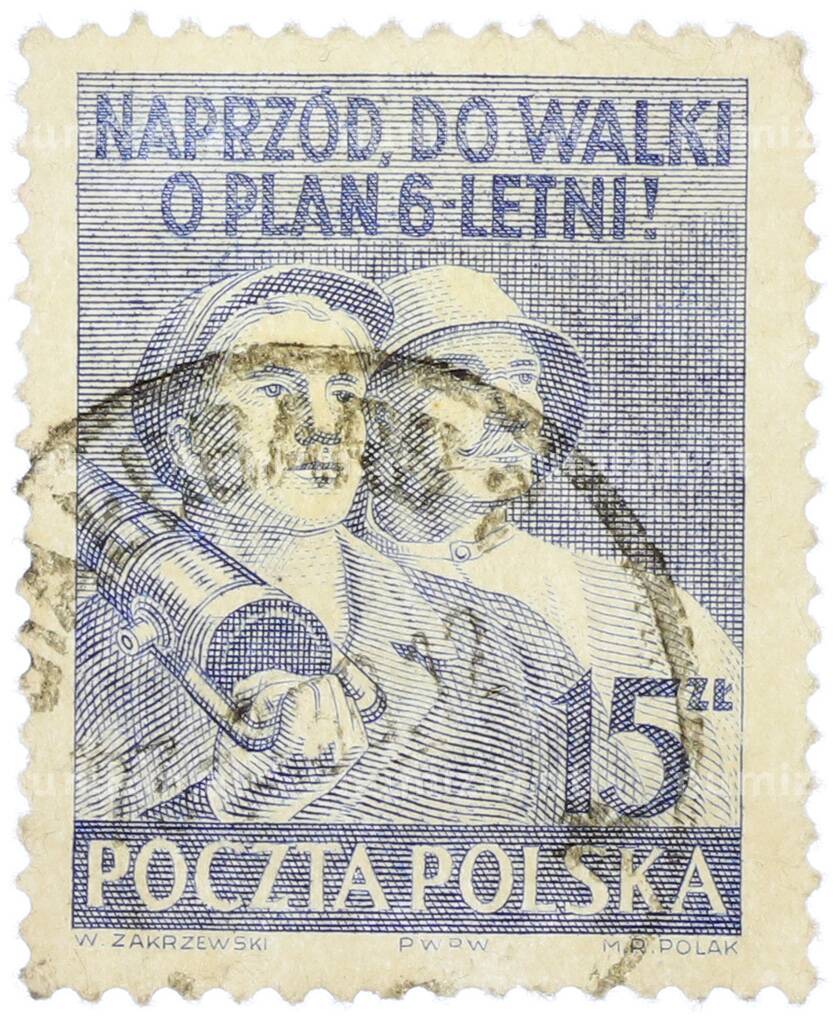 NAPRZÓD, DO WALKI
O PLAN 6-LETNI!
15 ZŁ
POCZTA POLSKA
W. ZAKRZEWSKI PWPW M.R. POLAK